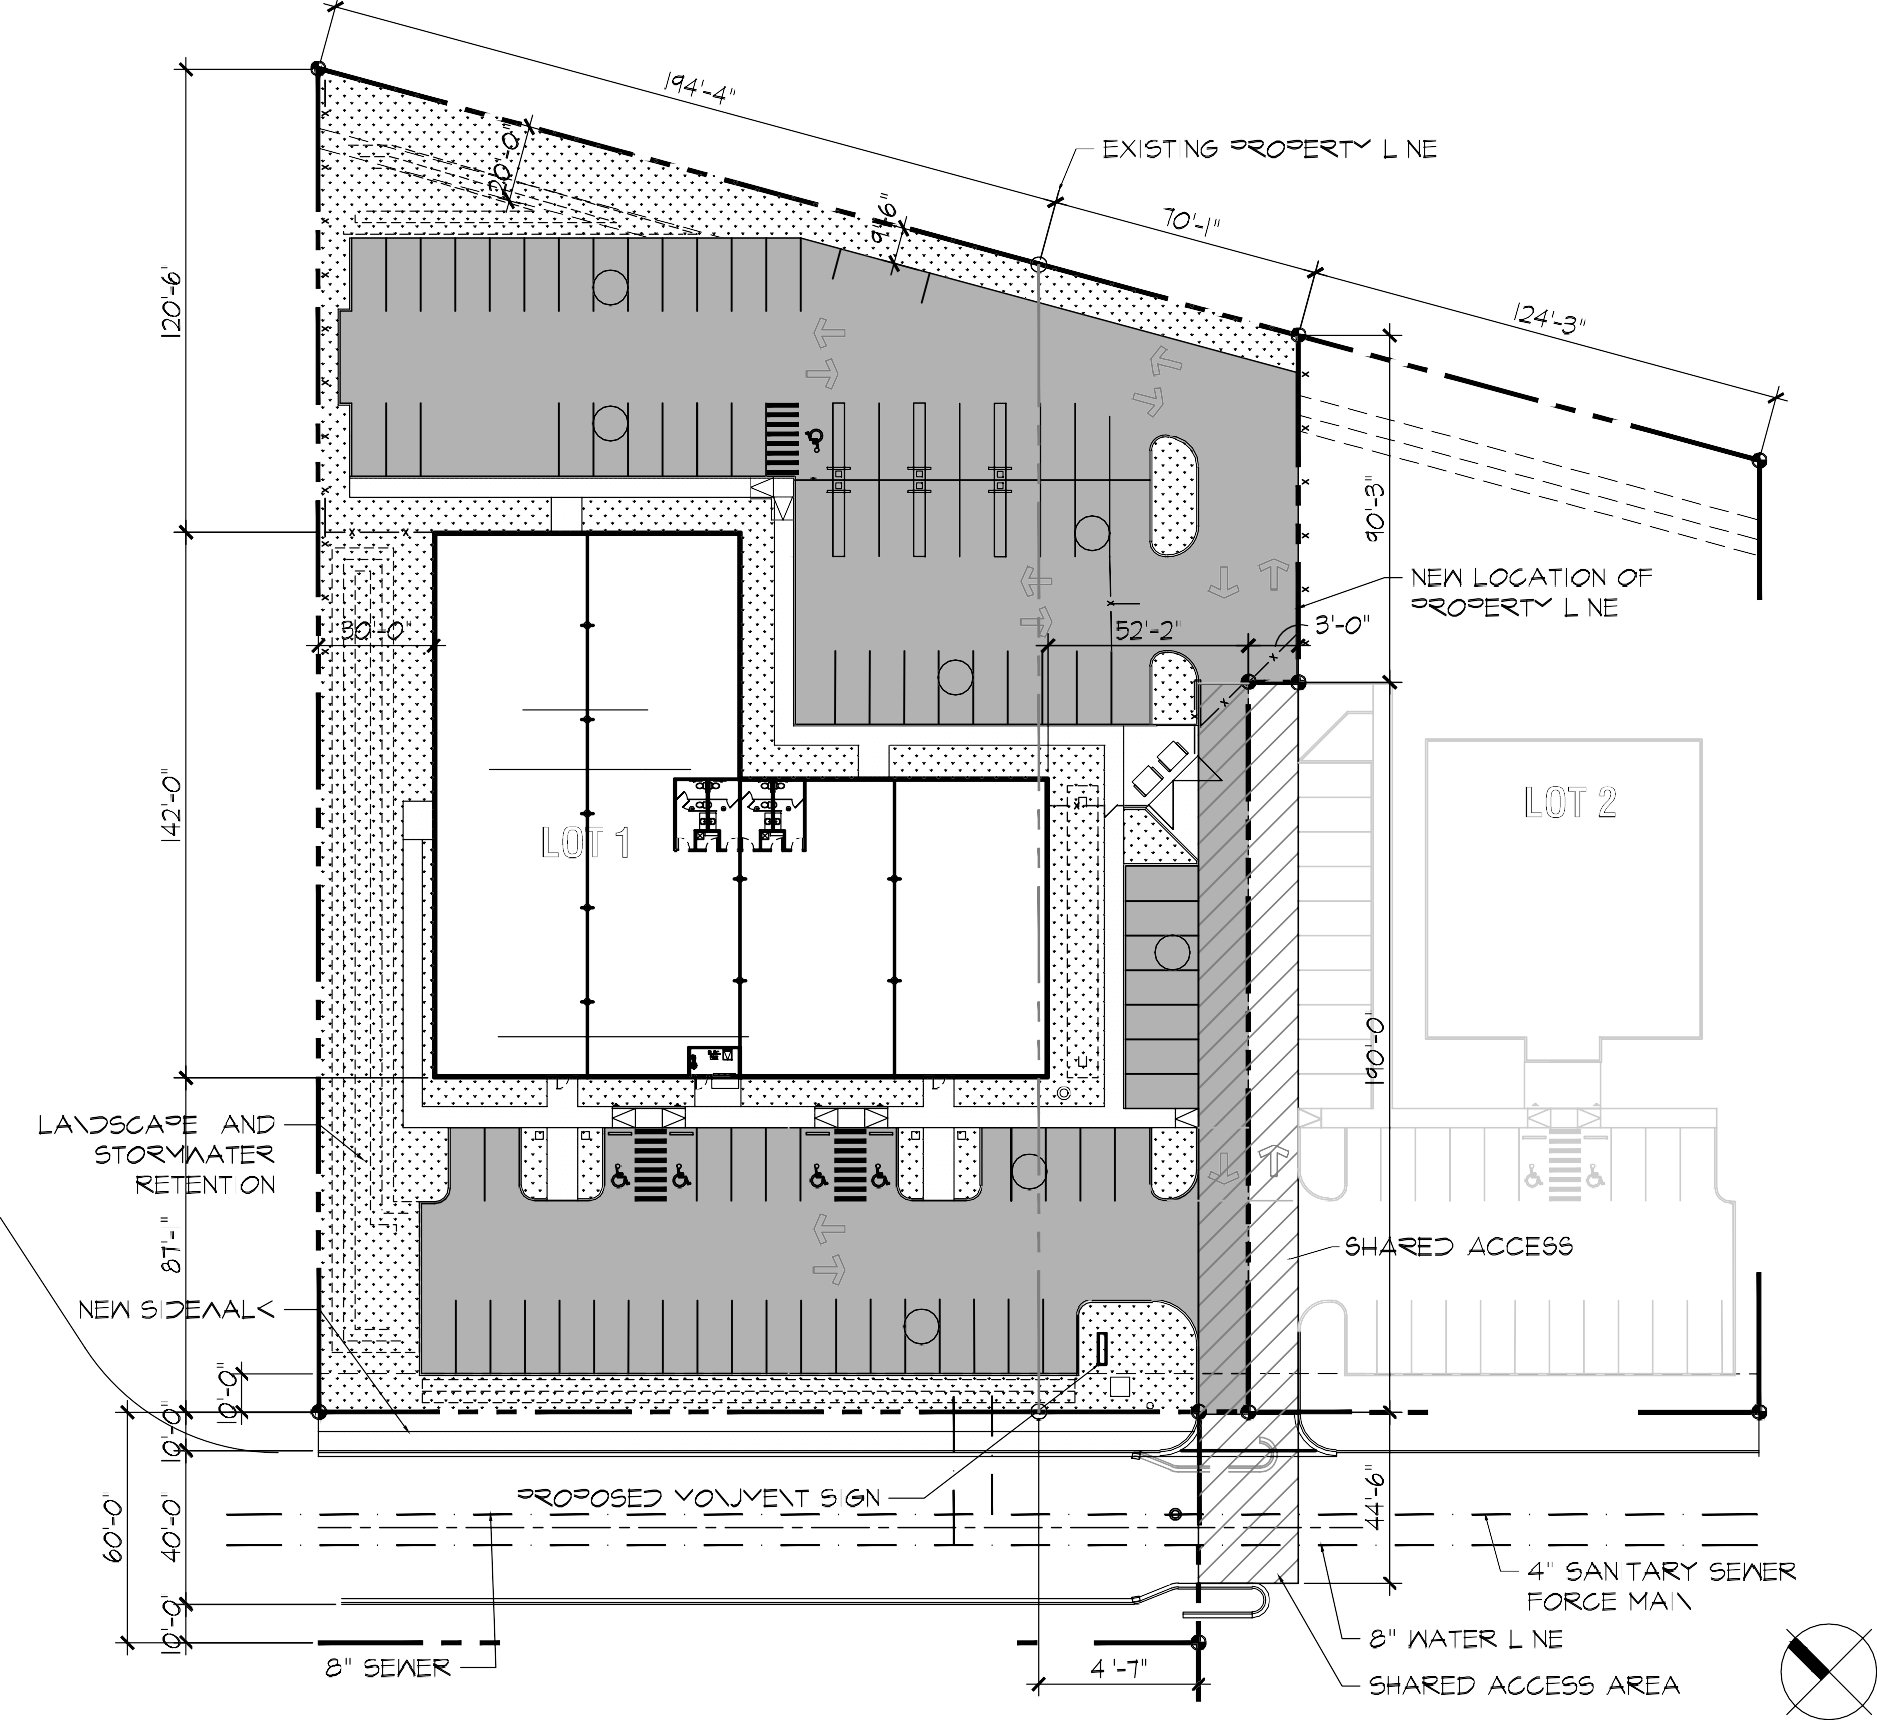 194'-4"
EXISTING PROPERTY LINE
20'-0"
9'-6"
70'-1"
120'-6'
124'-3"
90'-3"
NEW LOCATION OF
PROPERTY LINE
30'-0"
52'-2"
3'-0"
142'-0"
LOT 1
LOT 2
190'-0'
LANDSCAPE AND
STORMWATER
RETENTION
87'-1"
SHARED ACCESS
NEW SIDEWALK
10'-0"
10'-0"
PROPOSED MONUMENT SIGN
44'-6"
60'-0"
40'-0"
4" SANITARY SEWER
FORCE MAIN
10'-0"
8" WATER LINE
8" SEWER
4'-7"
SHARED ACCESS AREA